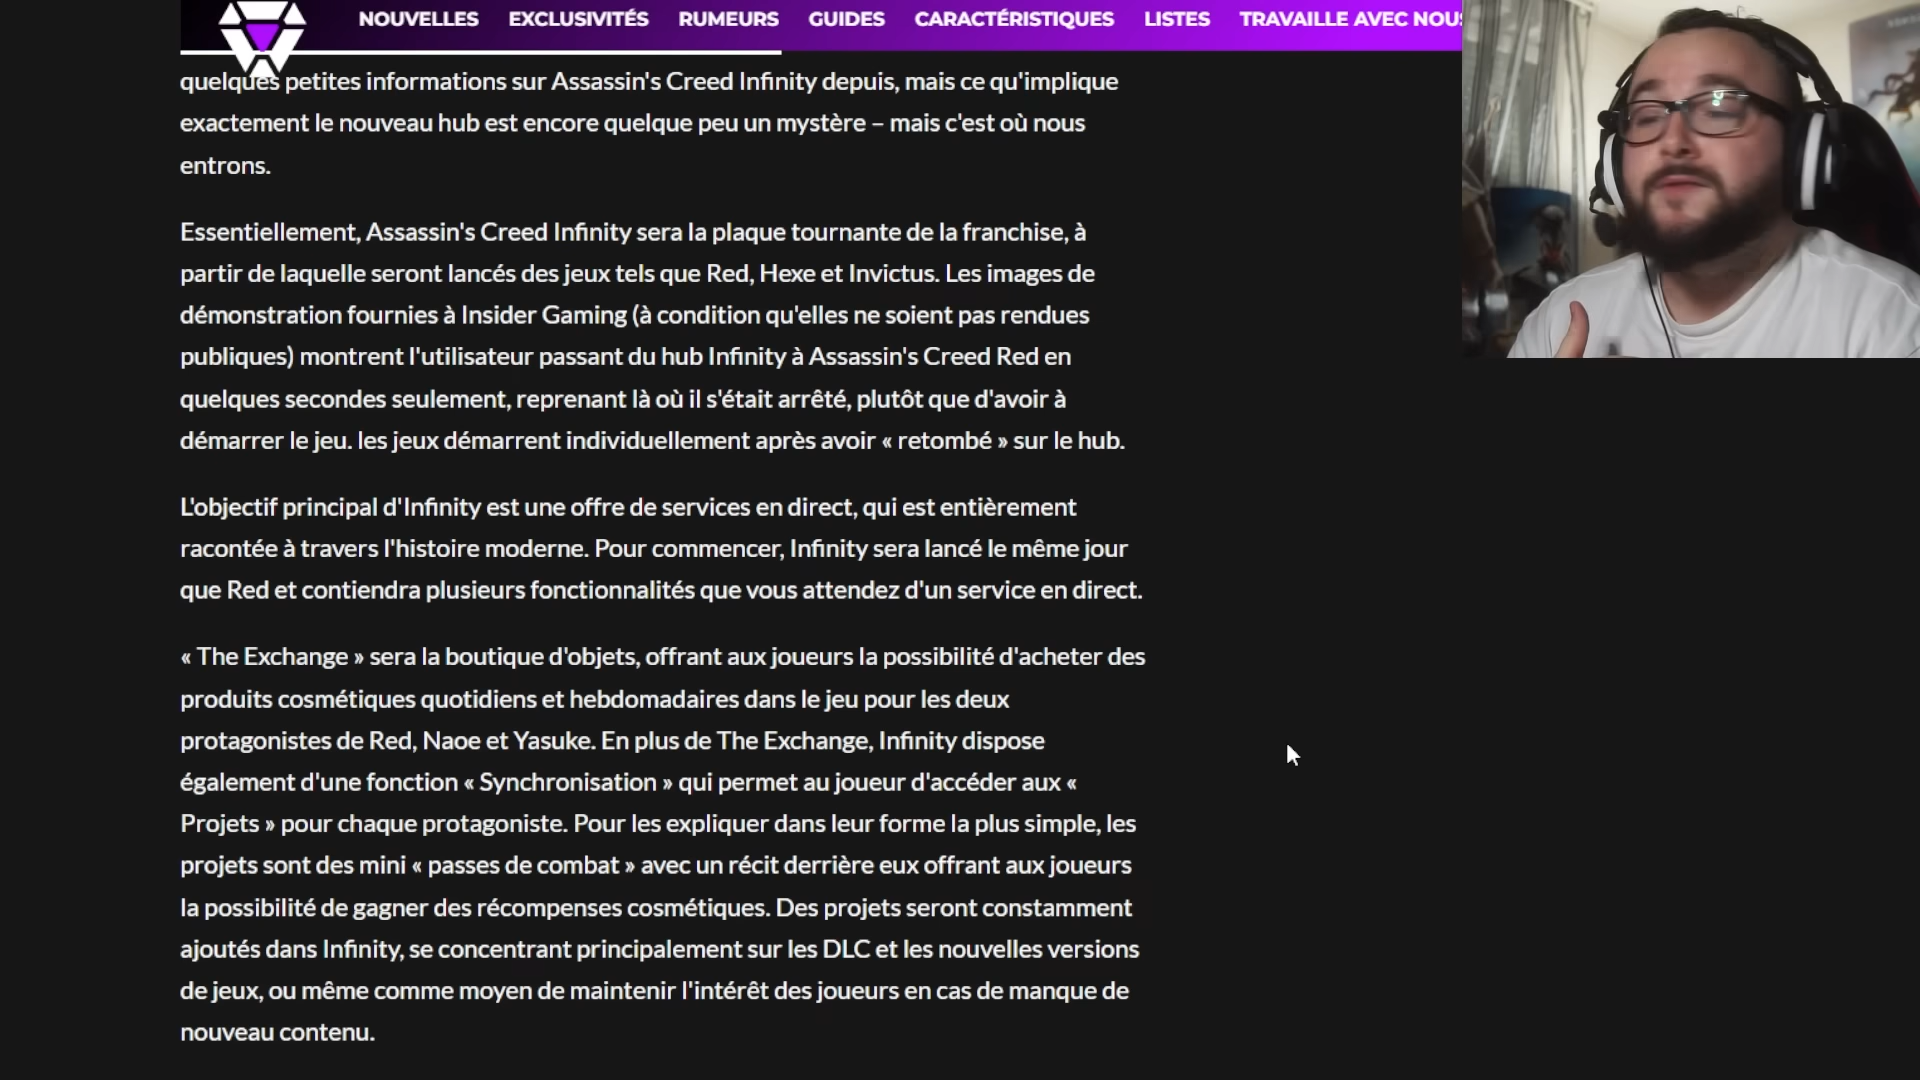 NOUVELLES EXCLUSIVITÉS RUMEURS GUIDES CARACTÉRISTIQUES LISTES TRAVAILLE AVEC NOUS
quelques petites informations sur Assassin's Creed Infinity depuis, mais ce qu'implique
exactement le nouveau hub est encore quelque peu un mystère – mais c'est où nous
entrons.
Essentiellement, Assassin's Creed Infinity sera la plaque tournante de la franchise, à
partir de laquelle seront lancés des jeux tels que Red, Hexe et Invictus. Les images de
démonstration fournies à Insider Gaming (à condition qu'elles ne soient pas rendues
publiques) montrent l'utilisateur passant du hub Infinity à Assassin's Creed Red en
quelques secondes seulement, reprenant là où il s'était arrêté, plutôt que d'avoir à
démarrer le jeu. les jeux démarrent individuellement après avoir « retombé » sur le hub.
L'objectif principal d'Infinity est une offre de services en direct, qui est entièrement
racontée à travers l'histoire moderne. Pour commencer, Infinity sera lancé le même jour
que Red et contiendra plusieurs fonctionnalités que vous attendez d'un service en direct.
« The Exchange » sera la boutique d'objets, offrant aux joueurs la possibilité d'acheter des
produits cosmétiques quotidiens et hebdomadaires dans le jeu pour les deux
protagonistes de Red, Naoe et Yasuke. En plus de The Exchange, Infinity dispose
également d'une fonction « Synchronisation » qui permet au joueur d'accéder aux «
Projets » pour chaque protagoniste. Pour les expliquer dans leur forme la plus simple, les
projets sont des mini « passes de combat » avec un récit derrière eux offrant aux joueurs
la possibilité de gagner des récompenses cosmétiques. Des projets seront constamment
ajoutés dans Infinity, se concentrant principalement sur les DLC et les nouvelles versions
de jeux, ou même comme moyen de maintenir l'intérêt des joueurs en cas de manque de
nouveau contenu.